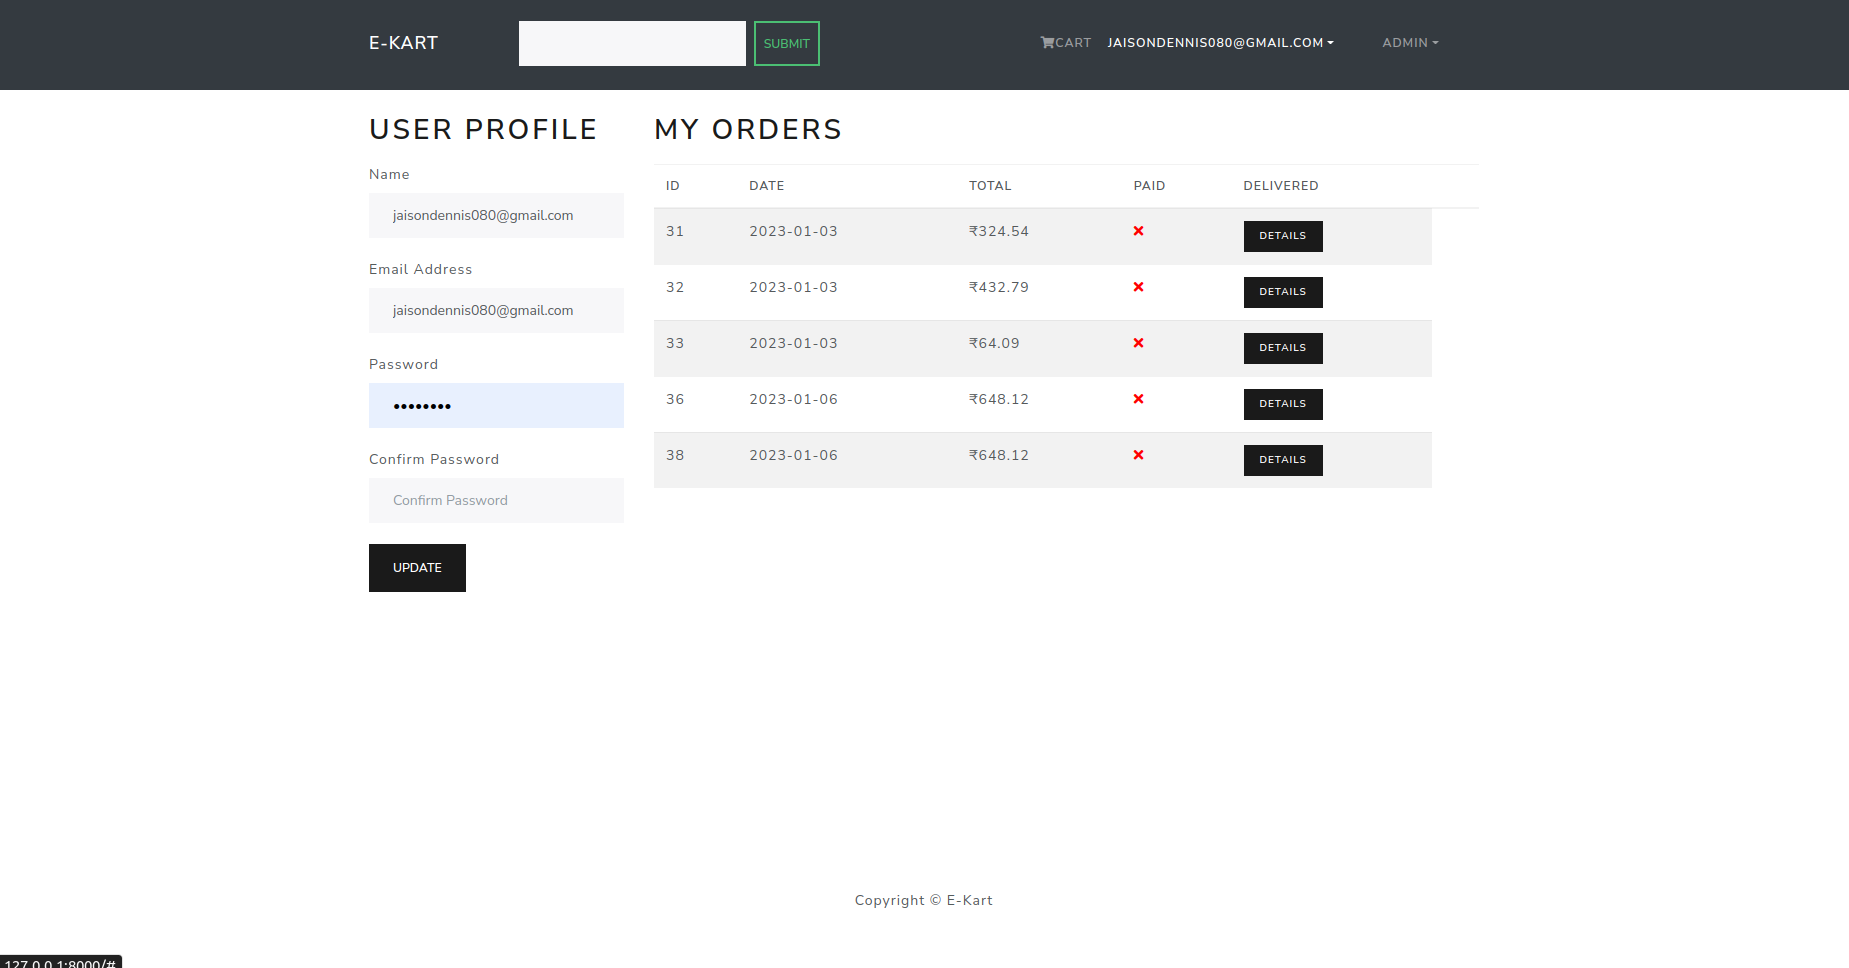 E-KART
SUBMIT
CART
JAISONDENNIS080@GMAIL.COM
ADMIN
USER PROFILE
Name
jaisondennis080@gmail.com
Email Address
jaisondennis080@gmail.com
Password
••••••••
Confirm Password
Confirm Password
UPDATE
MY ORDERS
ID DATE TOTAL PAID DELIVERED
31 2023-01-03 ₹324.54 DETAILS
32 2023-01-03 ₹432.79 DETAILS
33 2023-01-03 ₹64.09 DETAILS
36 2023-01-06 ₹648.12 DETAILS
38 2023-01-06 ₹648.12 DETAILS
Copyright © E-Kart
127.0.0.1:8000/#